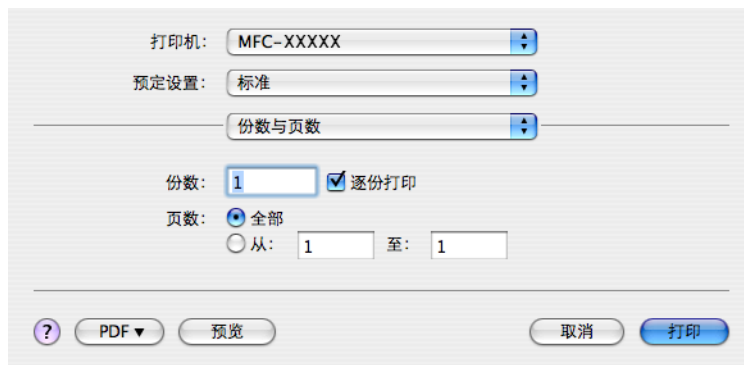 打印机: MFC-XXXXX
预定设置: 标准
份数与页数
份数: 1 逐份打印
页数: 全部
从: 1 至: 1
? PDF▼ 预览 取消 打印